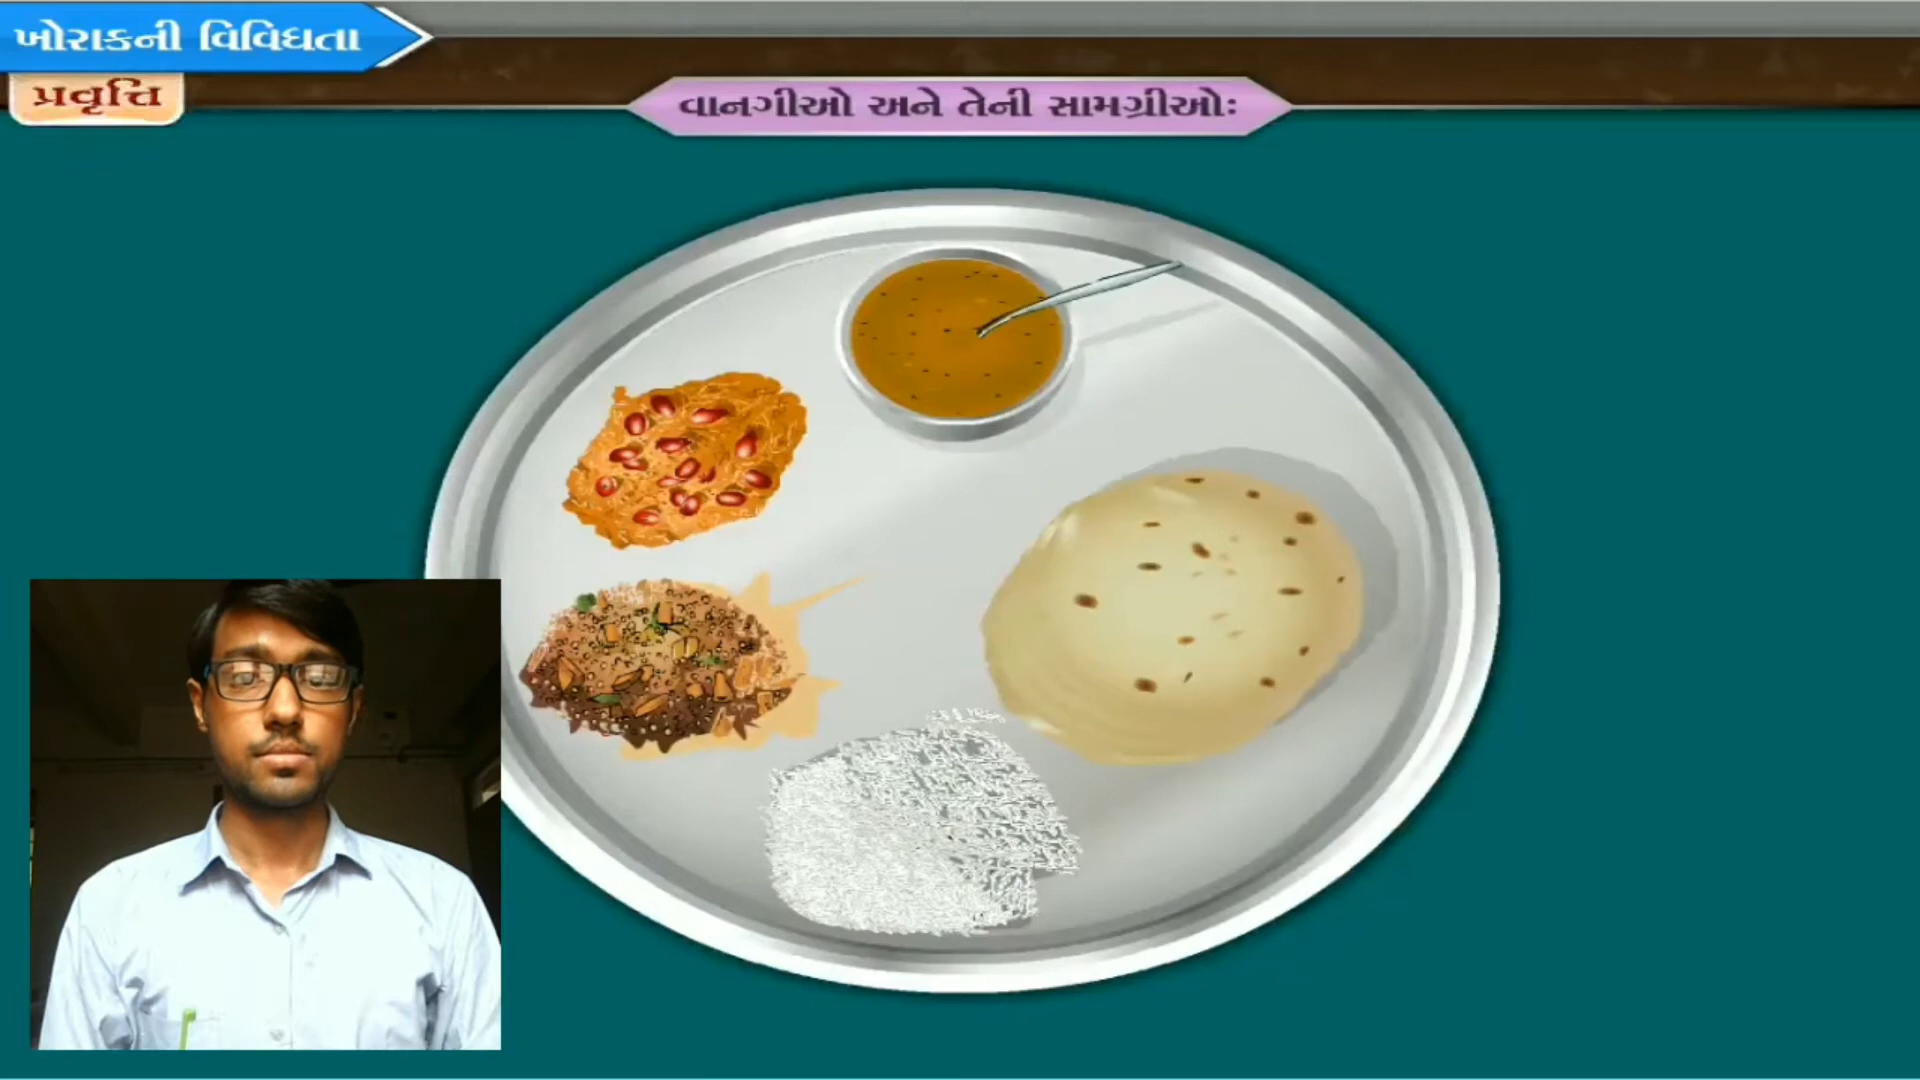 ખોરાકની વિવિધતા
પ્રવૃત્તિ
વાનગીઓ અને તેની સામગ્રીઓઃ